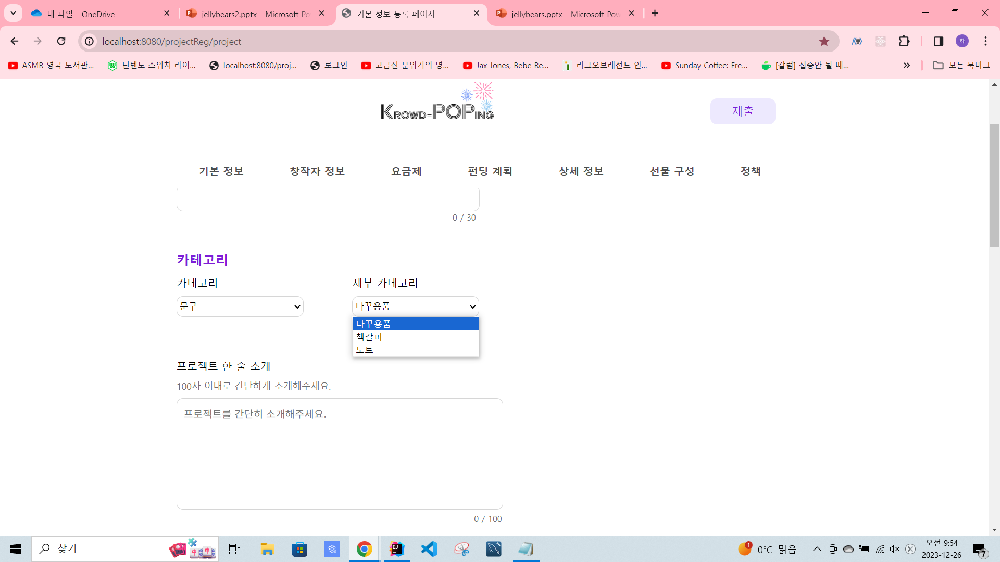 내 파일 - OneDrive
jellybears2.pptx - Microsoft Po
기본 정보 등록 페이지
jellybears.pptx - Microsoft Pow
localhost:8080/projectReg/project
하
ASMR 영국 도서관...
닌텐도 스위치 라이...
localhost:8080/proj...
로그인
고급진 분위기의 명...
Jax Jones, Bebe Re...
리그오브레전드 인...
Sunday Coffee: Fre...
[칼럼] 집중안 될 때...
모든 북마크
KROWD-POPING
제출
기본 정보
창작자 정보
요금제
펀딩 계획
상세 정보
선물 구성
정책
0 / 30
카테고리
카테고리
세부 카테고리
문구
다꾸용품
다꾸용품
책갈피
노트
프로젝트 한 줄 소개
100자 이내로 간단하게 소개해주세요.
프로젝트를 간단히 소개해주세요.
0 / 100
찾기
1
0°C 맑음
오전 9:54
2023-12-26
7